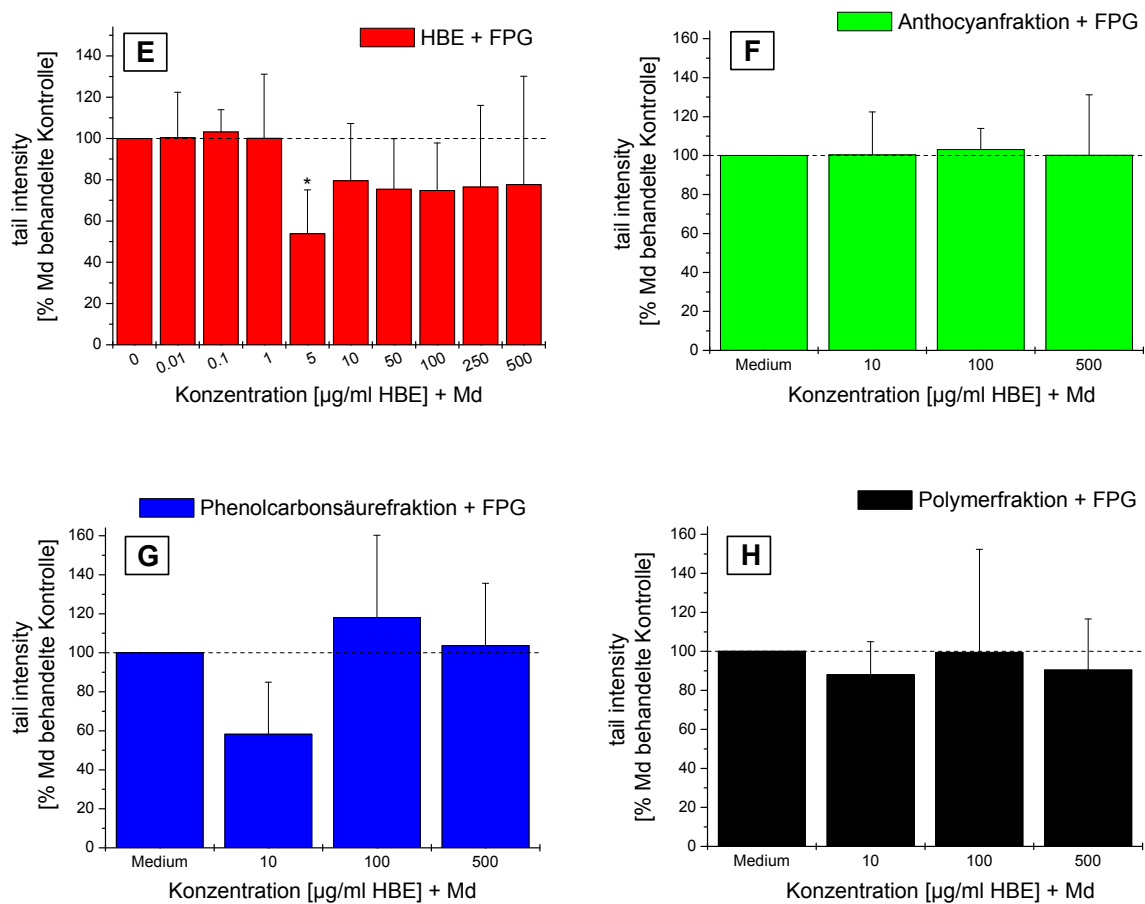 E
HBE + FPG
tail intensity
[% Md behandelte Kontrolle]
140
120
100
80
60
40
20
0
*
0 0.01 0.1 1 5 10 50 100 250 500
Konzentration [µg/ml HBE] + Md
F
Anthocyanfraktion + FPG
tail intensity
[% Md behandelte Kontrolle]
160
140
120
100
80
60
40
20
0
Medium 10 100 500
Konzentration [µg/ml HBE] + Md
G
Phenolcarbonsäurefraktion + FPG
tail intensity
[% Md behandelte Kontrolle]
160
140
120
100
80
60
40
20
0
Medium 10 100 500
Konzentration [µg/ml HBE] + Md
H
Polymerfraktion + FPG
tail intensity
[% Md behandelte Kontrolle]
160
140
120
100
80
60
40
20
0
Medium 10 100 500
Konzentration [µg/ml HBE] + Md